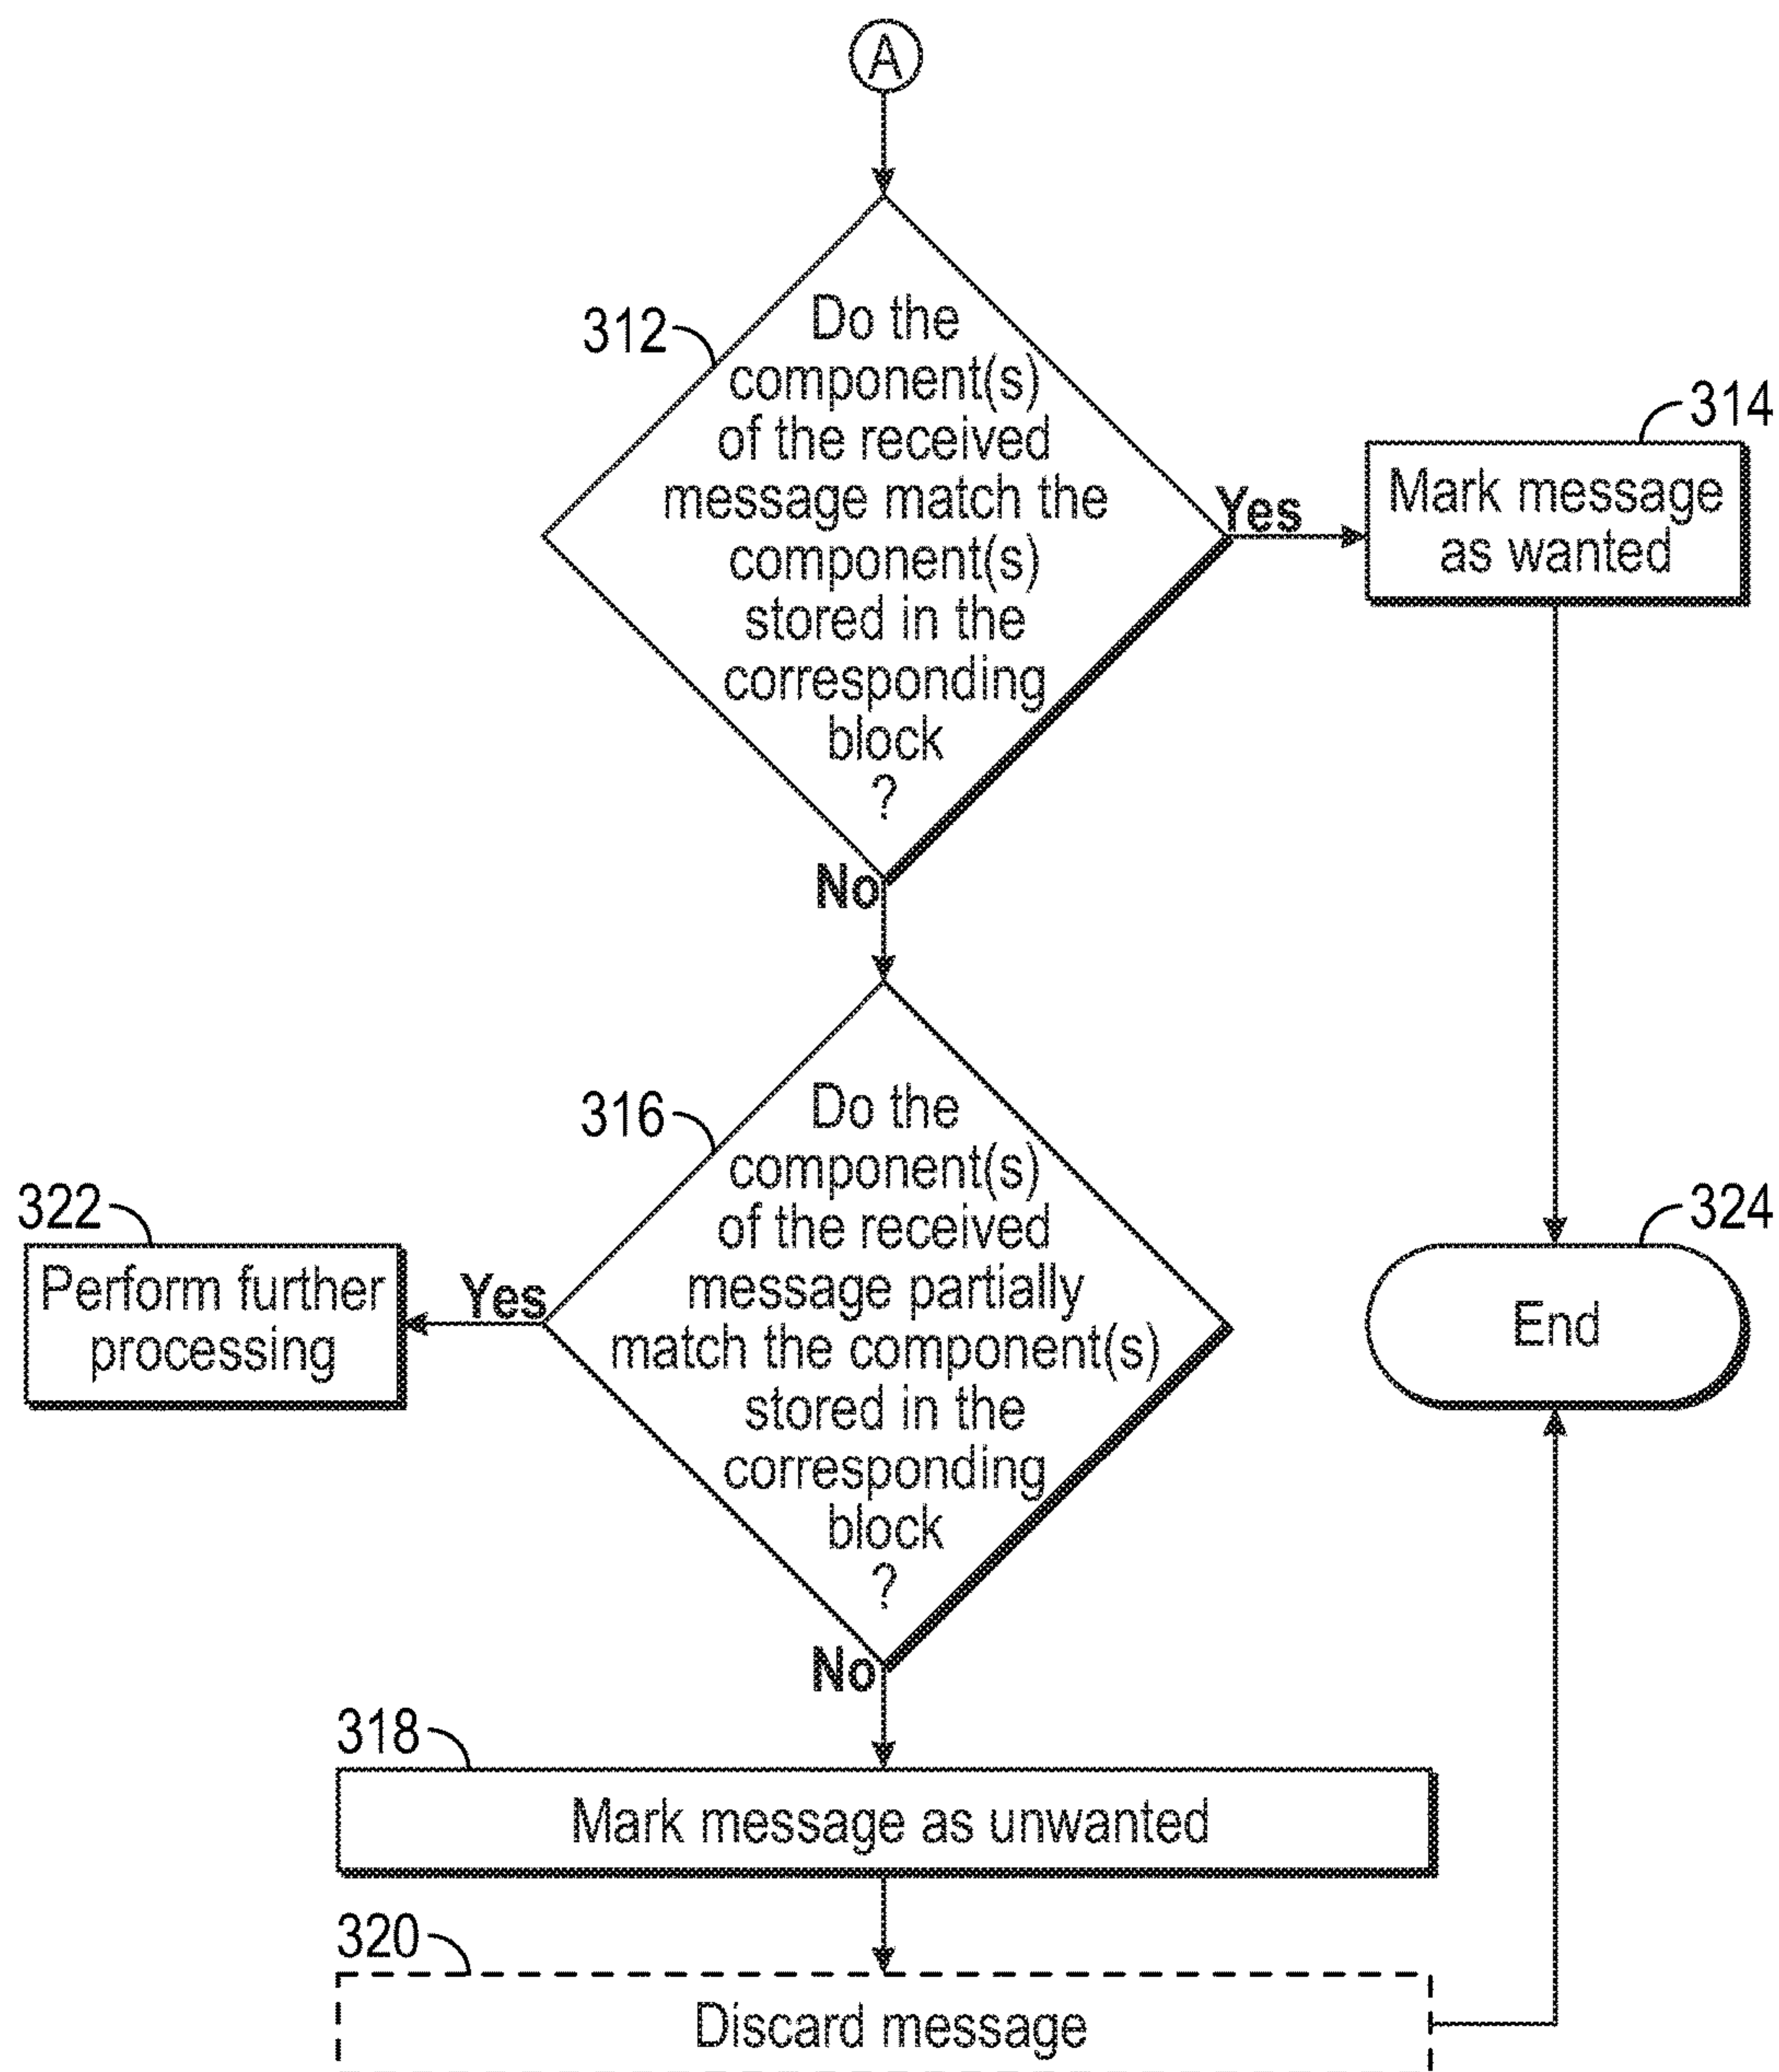 A
312
Do the
component(s)
of the received
message match the
component(s)
stored in the
corresponding
block
?
Yes
314
Mark message
as wanted
No
316
Do the
component(s)
of the received
message partially
match the component(s)
stored in the
corresponding
block
?
Yes
322
Perform further
processing
324
End
No
318
Mark message as unwanted
320
Discard message